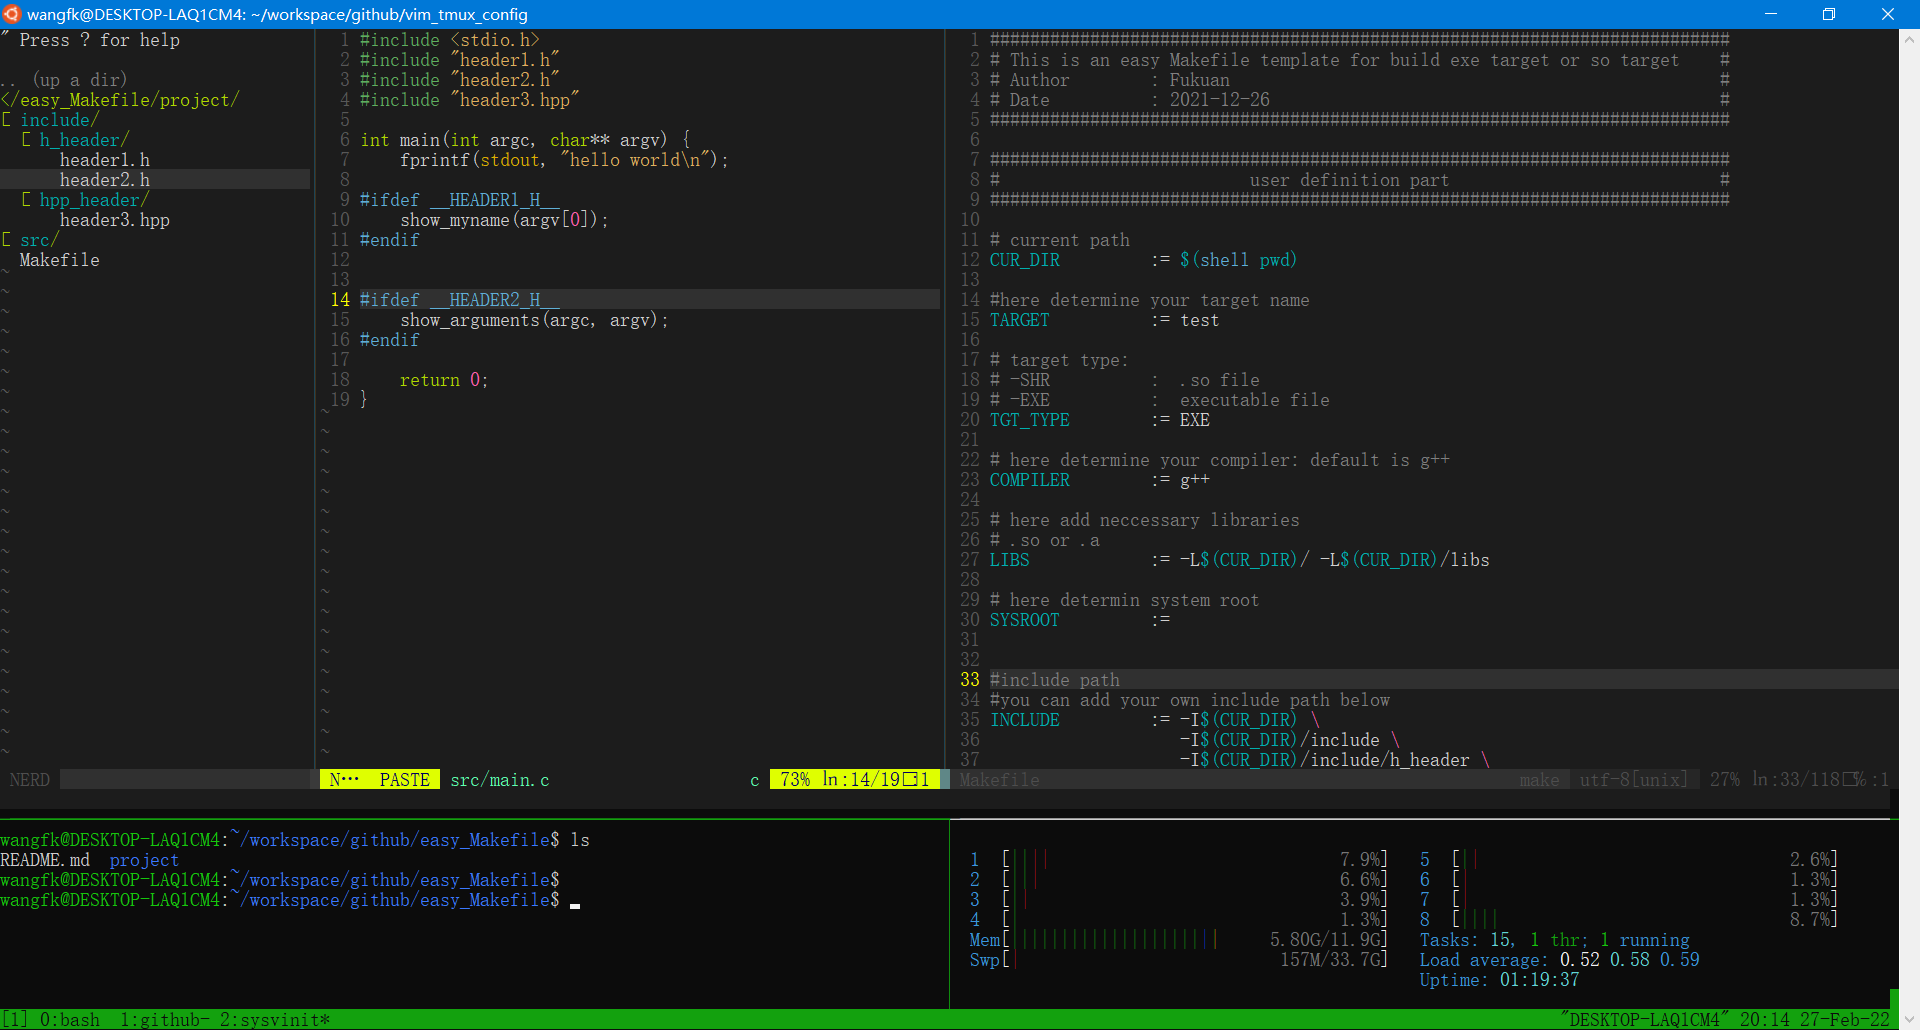 wangfk@DESKTOP-LAQ1CM4: ~/workspace/github/vim_tmux_config
" Press ? for help
.. (up a dir)
</easy_Makefile/project/
[ include/
[ h_header/
header1.h
header2.h
[ hpp_header/
header3.hpp
[ src/
Makefile
NERD
1 #include <stdio.h>
2 #include "header1.h"
3 #include "header2.h"
4 #include "header3.hpp"
5
6 int main(int argc, char** argv) {
7     fprintf(stdout, "hello world\n");
8
9 #ifdef __HEADER1_H__
10     show_myname(argv[0]);
11 #endif
12
13
14 #ifdef __HEADER2_H__
15     show_arguments(argc, argv);
16 #endif
17
18     return 0;
19 }
N··· PASTE src/main.c c 73% ln:14/19 1
1 ##########################################################################
2 # This is an easy Makefile template for build exe target or so target    #
3 # Author        : Fukuan                                                 #
4 # Date          : 2021-12-26                                             #
5 ##########################################################################
6
7 ##########################################################################
8 #                         user definition part                           #
9 ##########################################################################
10
11 # current path
12 CUR_DIR         := $(shell pwd)
13
14 #here determine your target name
15 TARGET          := test
16
17 # target type:
18 # -SHR          :  .so file
19 # -EXE          :  executable file
20 TGT_TYPE        := EXE
21
22 # here determine your compiler: default is g++
23 COMPILER        := g++
24
25 # here add neccessary libraries
26 # .so or .a
27 LIBS            := -L$(CUR_DIR)/ -L$(CUR_DIR)/libs
28
29 # here determin system root
30 SYSROOT         :=
31
32
33 #include path
34 #you can add your own include path below
35 INCLUDE         := -I$(CUR_DIR) \
36                    -I$(CUR_DIR)/include \
37                    -I$(CUR_DIR)/include/h_header \
Makefile make utf-8[unix] 27% ln:33/118 %:1
wangfk@DESKTOP-LAQ1CM4:~/workspace/github/easy_Makefile$ ls
README.md  project
wangfk@DESKTOP-LAQ1CM4:~/workspace/github/easy_Makefile$
wangfk@DESKTOP-LAQ1CM4:~/workspace/github/easy_Makefile$
1 [|||| 7.9%] 5 [|| 2.6%]
2 [||| 6.6%] 6 [| 1.3%]
3 [|| 3.9%] 7 [| 1.3%]
4 [| 1.3%] 8 [|||| 8.7%]
Mem[|||||||||||||||||||| 5.80G/11.9G] Tasks: 15, 1 thr; 1 running
Swp[| 157M/33.7G] Load average: 0.52 0.58 0.59
Uptime: 01:19:37
[1] 0:bash  1:github- 2:sysvinit* "DESKTOP-LAQ1CM4" 20:14 27-Feb-22